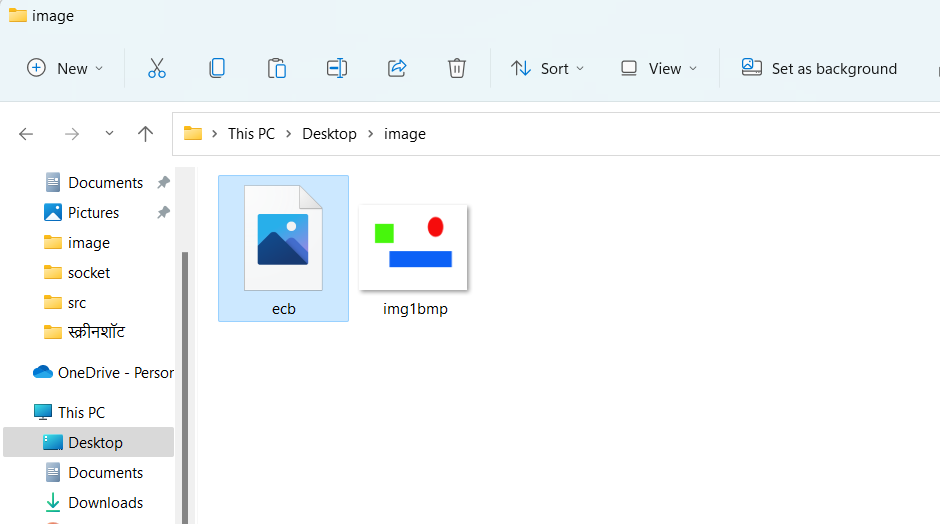 image
New
Sort
View
Set as background
This PC
Desktop
image
Documents
Pictures
image
socket
src
स्क्रीनशॉट
OneDrive - Persor
This PC
Desktop
Documents
Downloads
ecb
img1bmp